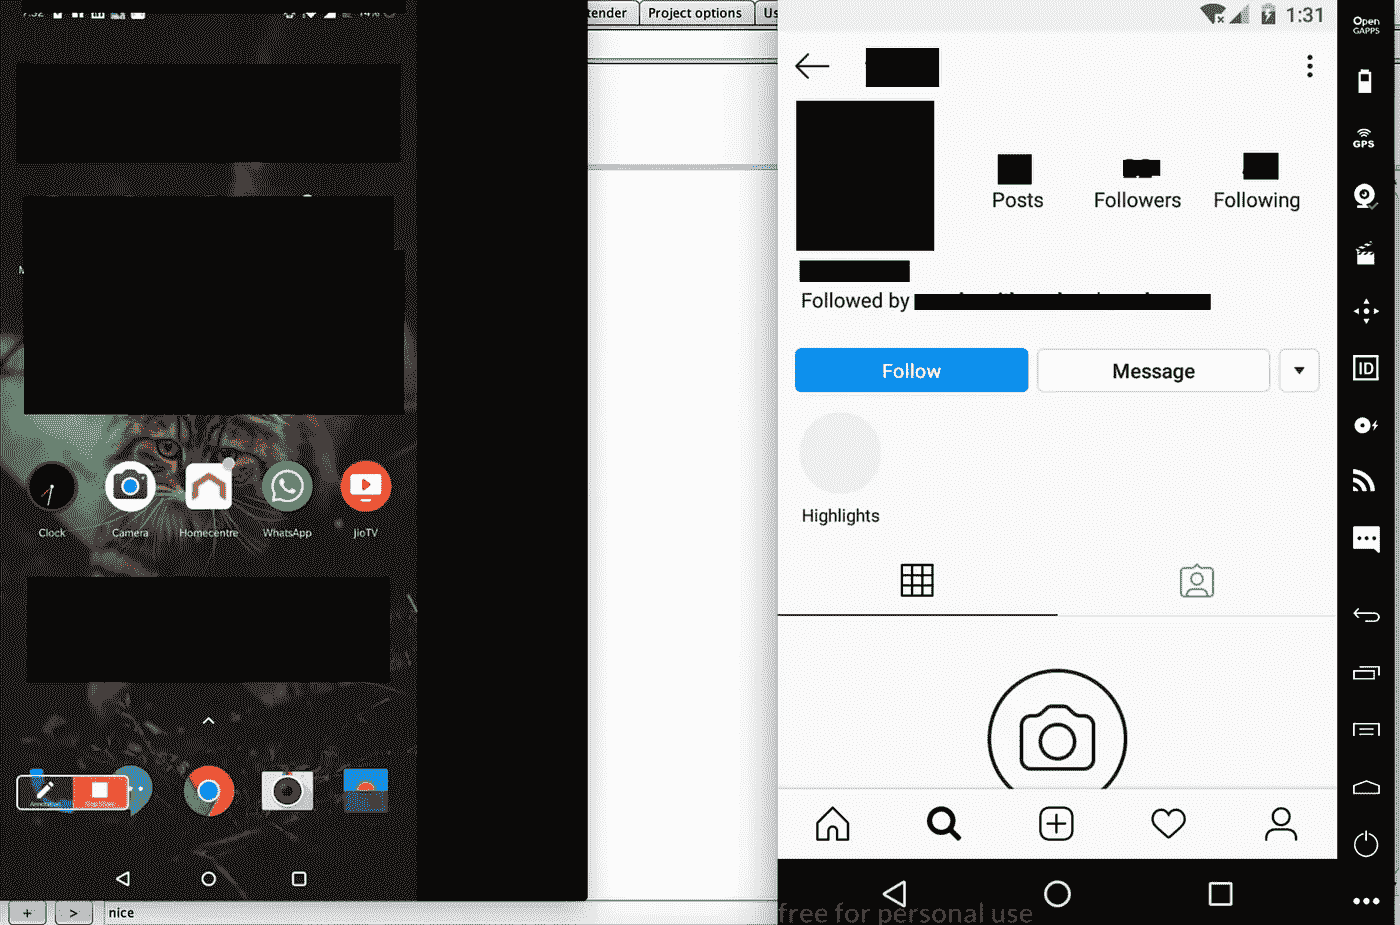 tender
Project options
Us
1:31
Open
GAPPS
GPS
Posts
Followers
Following
Followed by
Follow
Message
ID
Highlights
Clock
Camera
Homecentre
WhatsApp
JioTV
+
>
nice
free for personal use